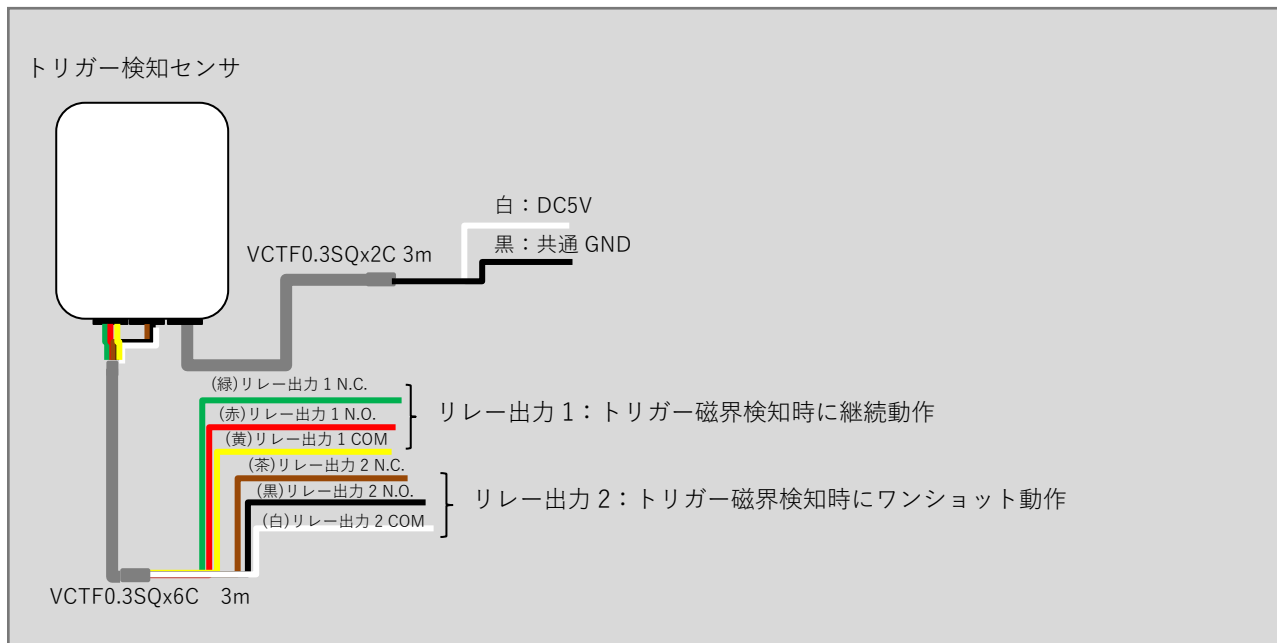 トリガー検知センサ
白：DC5V
VCTF0.3SQx2C 3m
黒：共通 GND
(緑)リレー出力 1 N.C.
(赤)リレー出力 1 N.O.
リレー出力 1：トリガー磁界検知時に継続動作
(黄)リレー出力 1 COM
(茶)リレー出力 2 N.C.
(黒)リレー出力 2 N.O.
リレー出力 2：トリガー磁界検知時にワンショット動作
(白)リレー出力 2 COM
VCTF0.3SQx6C　3m